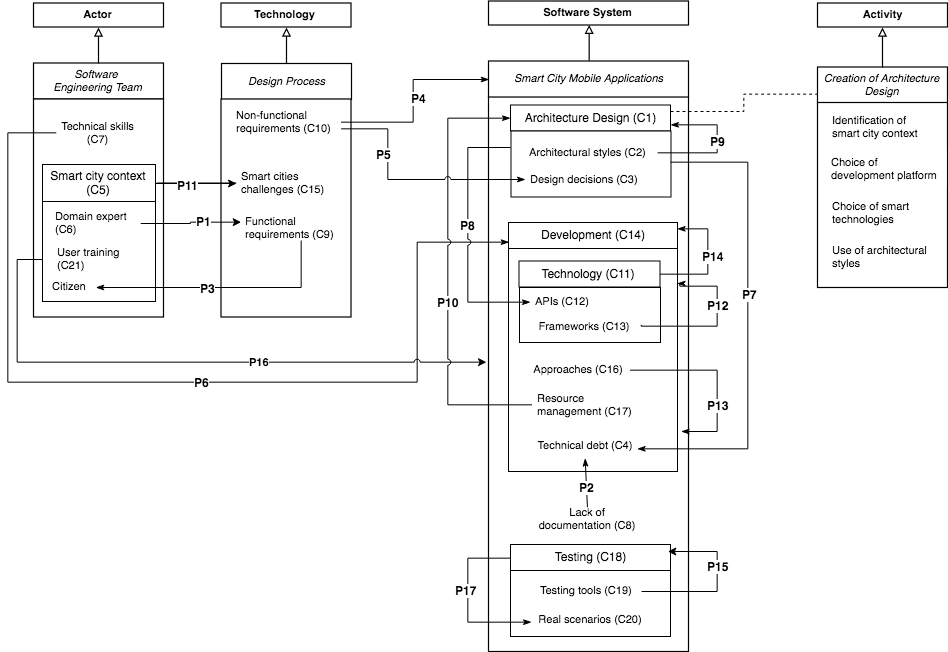 Actor
Technology
Software System
Activity
Software
Engineering Team
Technical skills
(C7)
Smart city context
(C5)
Domain expert
(C6)
User training
(C21)
Citizen
Design Process
Non-functional
requirements (C10)
Smart cities
challenges (C15)
Functional
requirements (C9)
P11
P1
P3
P16
P6
P4
P5
P8
P10
Smart City Mobile Applications
Architecture Design (C1)
Architectural styles (C2)
Design decisions (C3)
Development (C14)
Technology (C11)
APIs (C12)
Frameworks (C13)
Approaches (C16)
Resource
management (C17)
Technical debt (C4)
P2
Lack of
documentation (C8)
Testing (C18)
Testing tools (C19)
Real scenarios (C20)
P17
P9
P14
P12
P7
P13
P15
Creation of Architecture
Design
Identification of
smart city context
Choice of
development platform
Choice of smart
technologies
Use of architectural
styles